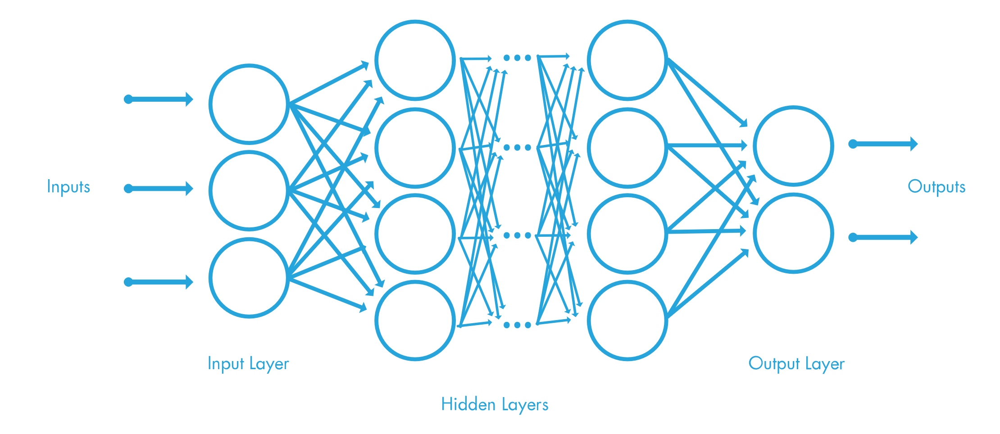 Inputs
Outputs
Input Layer
Output Layer
Hidden Layers